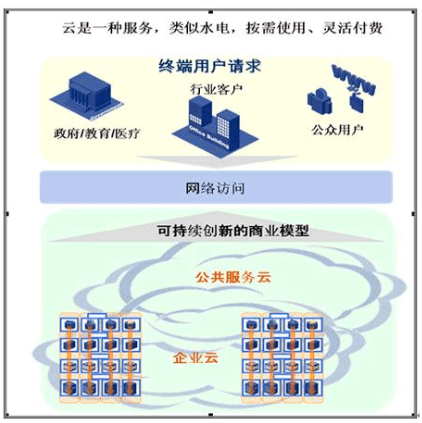 云是一种服务，类似水电，按需使用、灵活付费
终端用户请求
行业客户
WWW
Office Building
政府/教育/医疗
公众用户
网络访问
可持续创新的商业模型
公共服务云
企业云